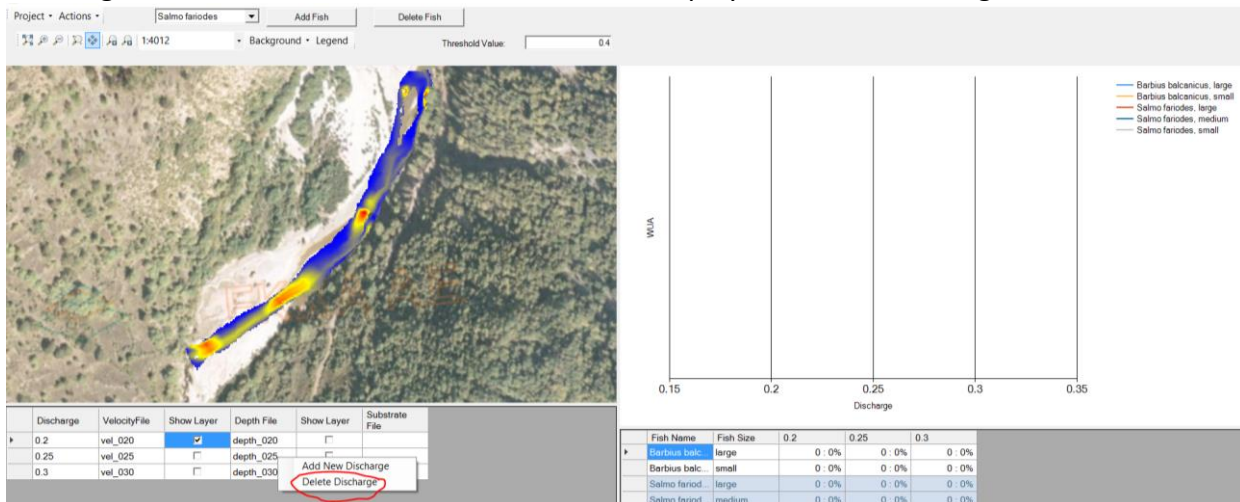 Project Actions Salmo fariodes Add Fish Delete Fish
1:4012 Background Legend Threshold Value: 0.4
Barbius balcanicus, large
Barbius balcanicus, small
Salmo fariodes, large
Salmo fariodes, medium
Salmo fariodes, small
WUA
0.15 0.2 0.25 0.3 0.35
Discharge
Discharge VelocityFile Show Layer Depth File Show Layer Substrate File
0.2 vel_020 depth_020
0.25 vel_025 depth_025
0.3 vel_030 depth_030
Add New Discharge
Delete Discharge
Fish Name Fish Size 0.2 0.25 0.3
Barbius balc... large 0 : 0% 0 : 0% 0 : 0%
Barbius balc... small 0 : 0% 0 : 0% 0 : 0%
Salmo fariod... large 0 : 0% 0 : 0% 0 : 0%
Salmo fariod... medium 0 : 0% 0 : 0% 0 : 0%